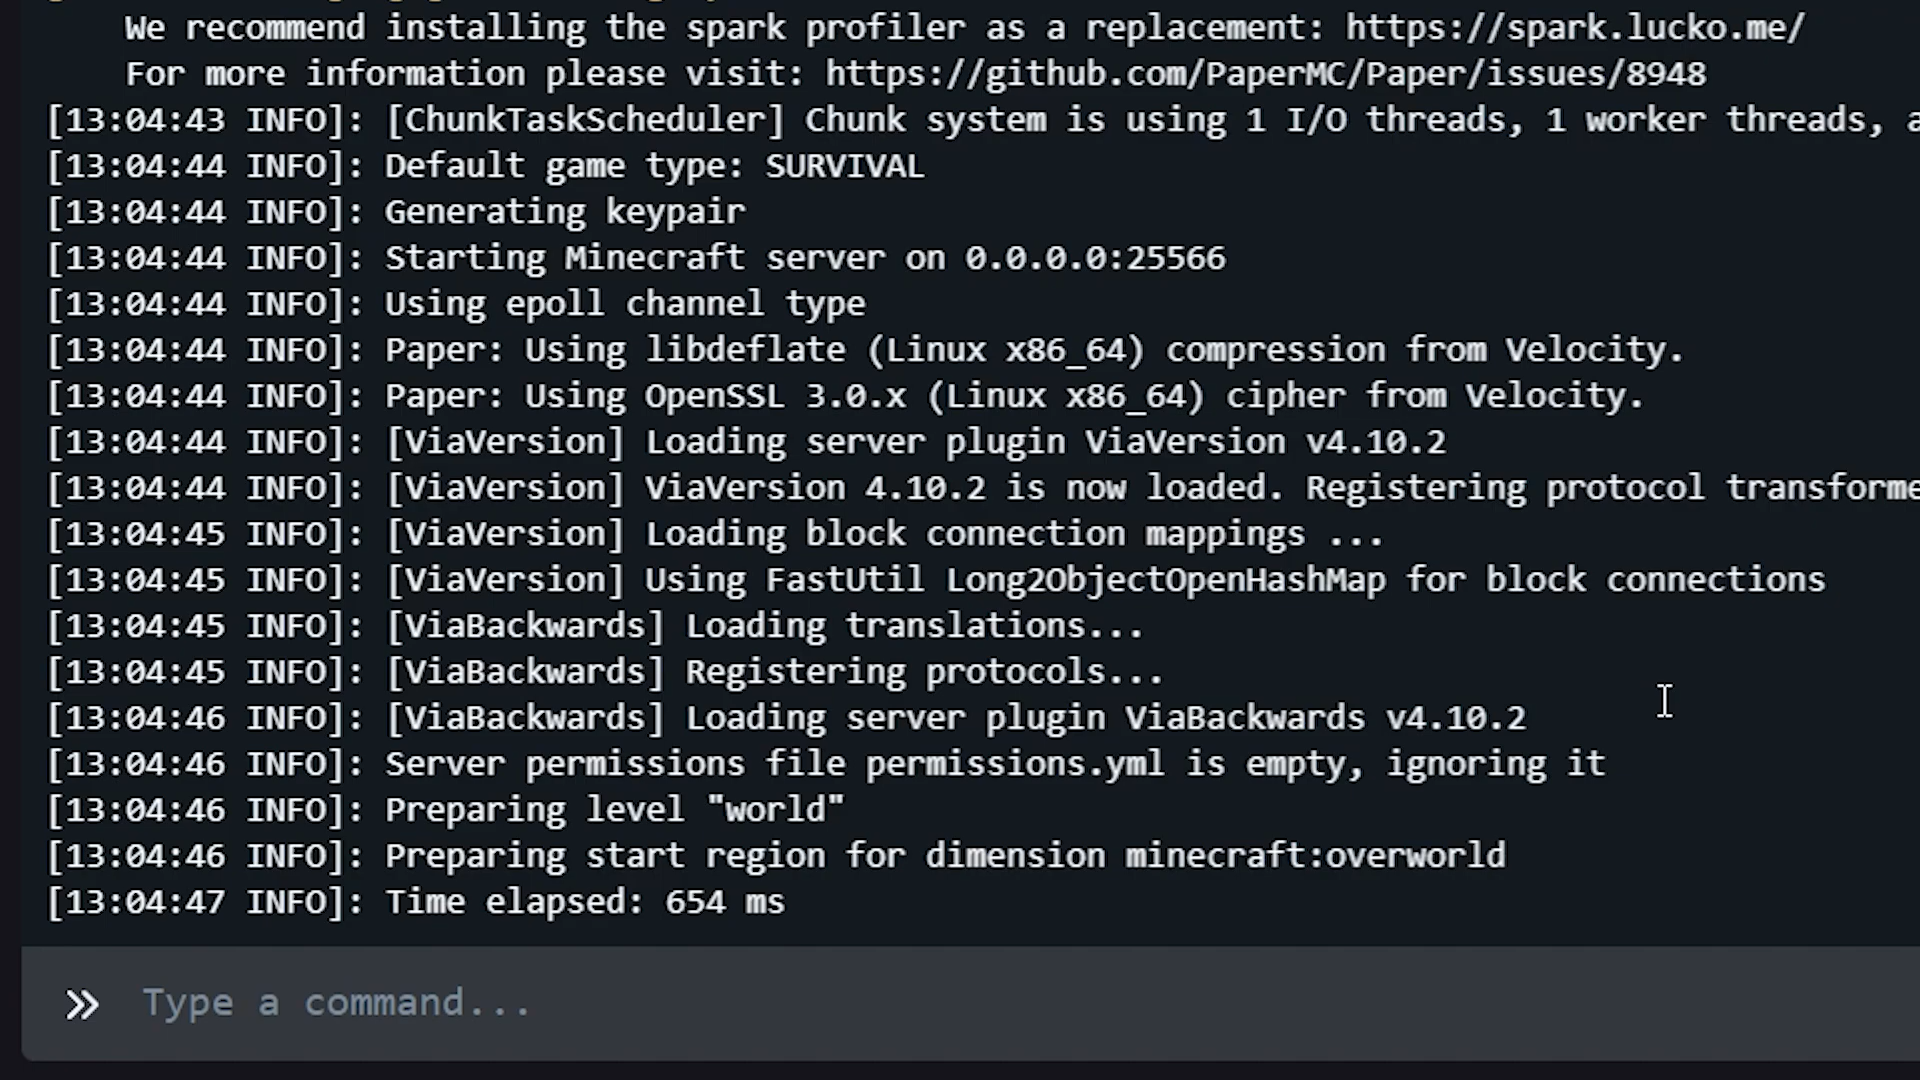 We recommend installing the spark profiler as a replacement: https://spark.lucko.me/
For more information please visit: https://github.com/PaperMC/Paper/issues/8948
[13:04:43 INFO]: [ChunkTaskScheduler] Chunk system is using 1 I/O threads, 1 worker threads,
[13:04:44 INFO]: Default game type: SURVIVAL
[13:04:44 INFO]: Generating keypair
[13:04:44 INFO]: Starting Minecraft server on 0.0.0.0:25566
[13:04:44 INFO]: Using epoll channel type
[13:04:44 INFO]: Paper: Using libdeflate (Linux x86_64) compression from Velocity.
[13:04:44 INFO]: Paper: Using OpenSSL 3.0.x (Linux x86_64) cipher from Velocity.
[13:04:44 INFO]: [ViaVersion] Loading server plugin ViaVersion v4.10.2
[13:04:44 INFO]: [ViaVersion] ViaVersion 4.10.2 is now loaded. Registering protocol transforme
[13:04:45 INFO]: [ViaVersion] Loading block connection mappings ...
[13:04:45 INFO]: [ViaVersion] Using FastUtil Long2ObjectOpenHashMap for block connections
[13:04:45 INFO]: [ViaBackwards] Loading translations...
[13:04:45 INFO]: [ViaBackwards] Registering protocols...
[13:04:46 INFO]: [ViaBackwards] Loading server plugin ViaBackwards v4.10.2
[13:04:46 INFO]: Server permissions file permissions.yml is empty, ignoring it
[13:04:46 INFO]: Preparing level "world"
[13:04:46 INFO]: Preparing start region for dimension minecraft:overworld
[13:04:47 INFO]: Time elapsed: 654 ms
» Type a command...